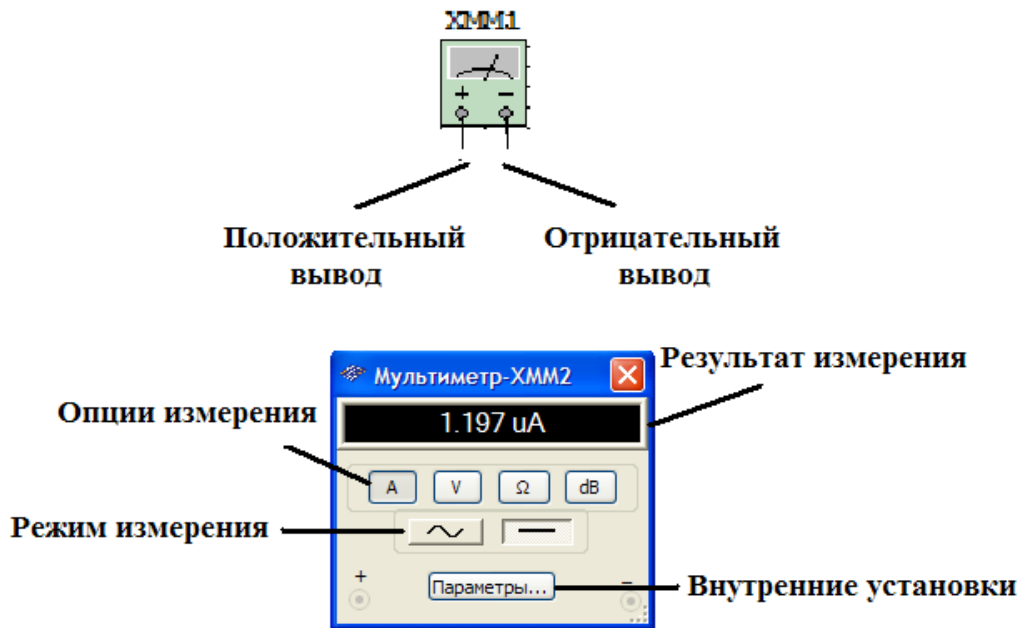 XMM1
+ −
Положительный
вывод
Отрицательный
вывод
Мультиметр-XMM2
Результат измерения
Опции измерения
1.197 uA
A V Ω dB
Режим измерения
+ −
Параметры...
Внутренние установки